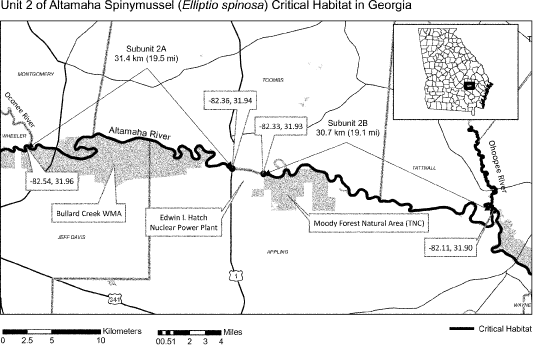 Unit 2 of Altamaha Spinymussel (Elliptio spinosa) Critical Habitat in Georgia
Subunit 2A
31.4 km (19.5 mi)
MONTGOMERY
TOOMBS
Oconee River
-82.36, 31.94
WHEELER
Altamaha River
-82.33, 31.93
Subunit 2B
30.7 km (19.1 mi)
Ohoopee River
TATTNALL
-82.54, 31.96
Bullard Creek WMA
Edwin I. Hatch
Nuclear Power Plant
Moody Forest Natural Area (TNC)
JEFF DAVIS
APPLING
-82.11, 31.90
1
341
WAYNE
Kilometers
0 2.5 5 10
Miles
0 0.5 1 2 3 4
Critical Habitat